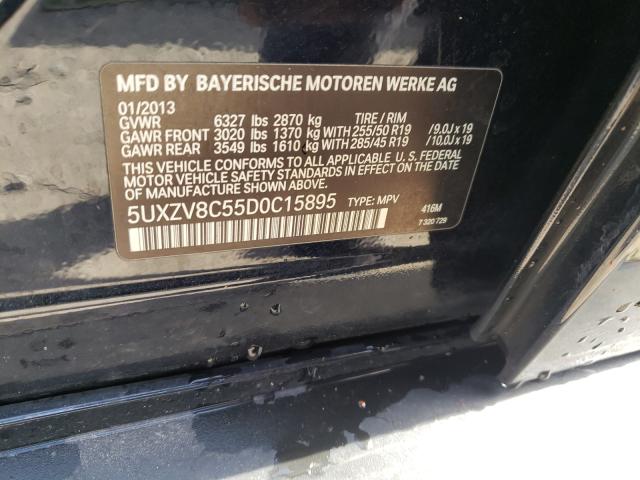 MFD BY BAYERISCHE MOTOREN WERKE AG
01/2013
GVWR 6327 lbs 2870 kg TIRE / RIM
GAWR FRONT 3020 lbs 1370 kg WITH 255/50 R19 /9.0J x 19
GAWR REAR 3549 lbs 1610 kg WITH 285/45 R19 /10.0J x 19
THIS VEHICLE CONFORMS TO ALL APPLICABLE U. S. FEDERAL
MOTOR VEHICLE SAFETY STANDARDS IN EFFECT ON THE DATE
OF MANUFACTURE SHOWN ABOVE.
5UXZV8C55D0C15895 TYPE: MPV 416M
7 320 729